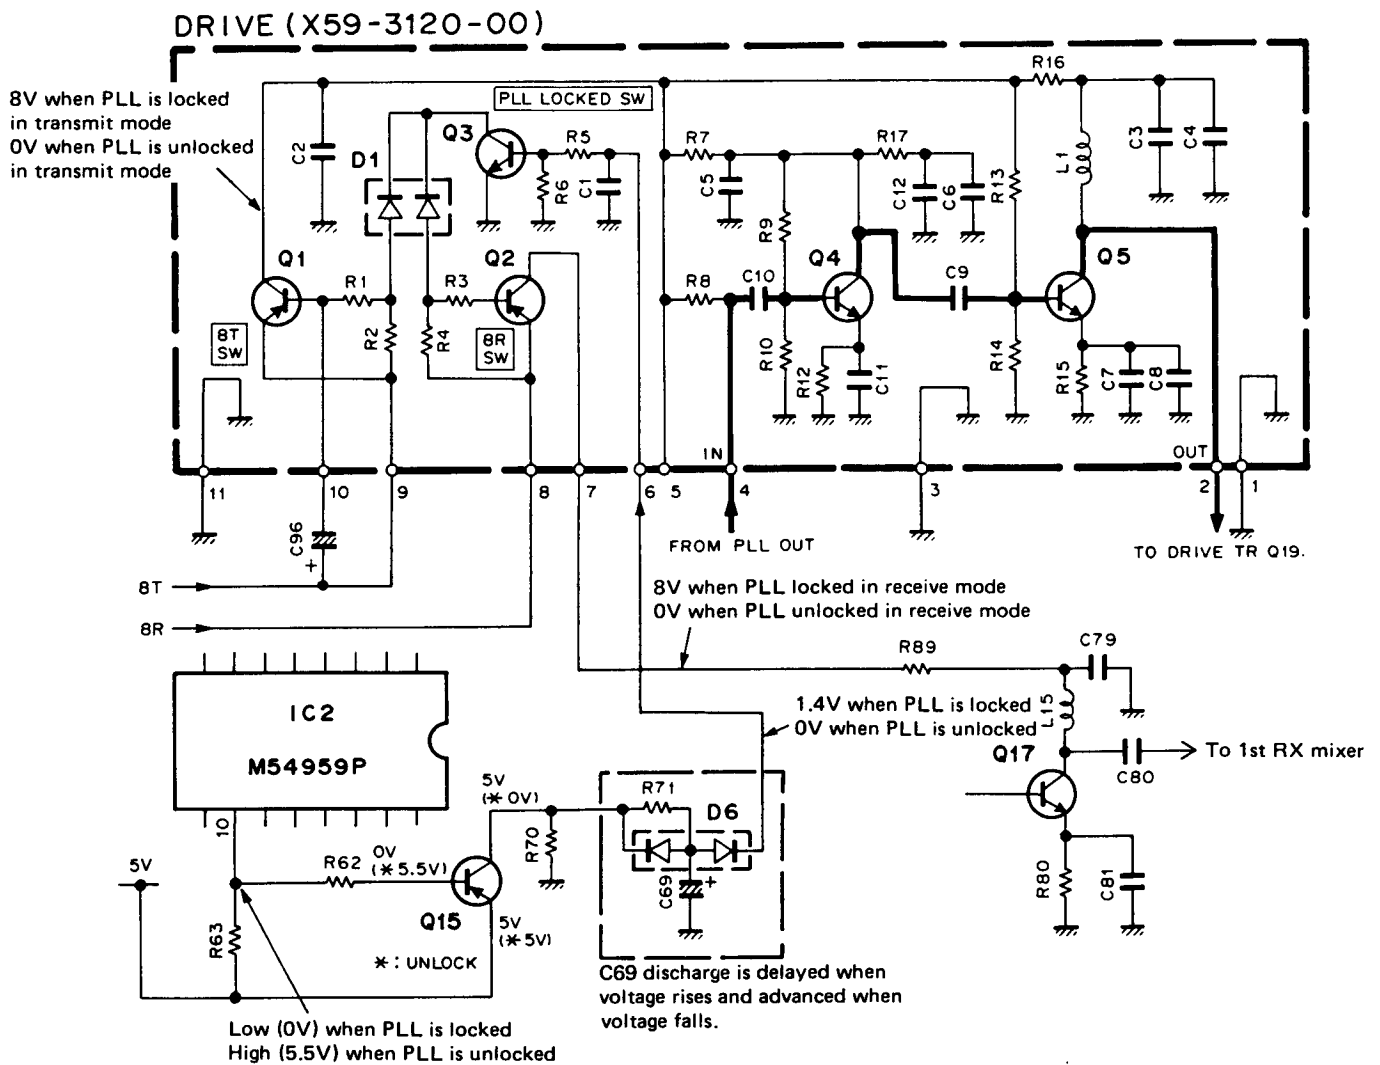 DRIVE (X59-3120-00)
8V when PLL is locked
in transmit mode
0V when PLL is unlocked
in transmit mode
PLL LOCKED SW
R16
C2
D1
Q3
R5
R6
C1
R7
C5
R17
C12
C6
R13
L1
C3
C4
R9
Q1
R1
R2
Q2
R3
R4
8T
SW
8R
SW
R8
C10
Q4
C9
Q5
R10
R12
C11
R14
R15
C7
C8
IN
OUT
11
10
9
8
7
6
5
4
3
2
1
C96
+
FROM PLL OUT
TO DRIVE TR Q19.
8T
8R
8V when PLL locked in receive mode
0V when PLL unlocked in receive mode
R89
C79
1.4V when PLL is locked
0V when PLL is unlocked
L15
Q17
C80
To 1st RX mixer
R80
C81
IC2
M54959P
10
5V
R62
0V
(*5.5V)
5V
(*0V)
R70
R71
D6
C69
+
Q15
5V
(*5V)
R63
*: UNLOCK
C69 discharge is delayed when
voltage rises and advanced when
voltage falls.
Low (0V) when PLL is locked
High (5.5V) when PLL is unlocked